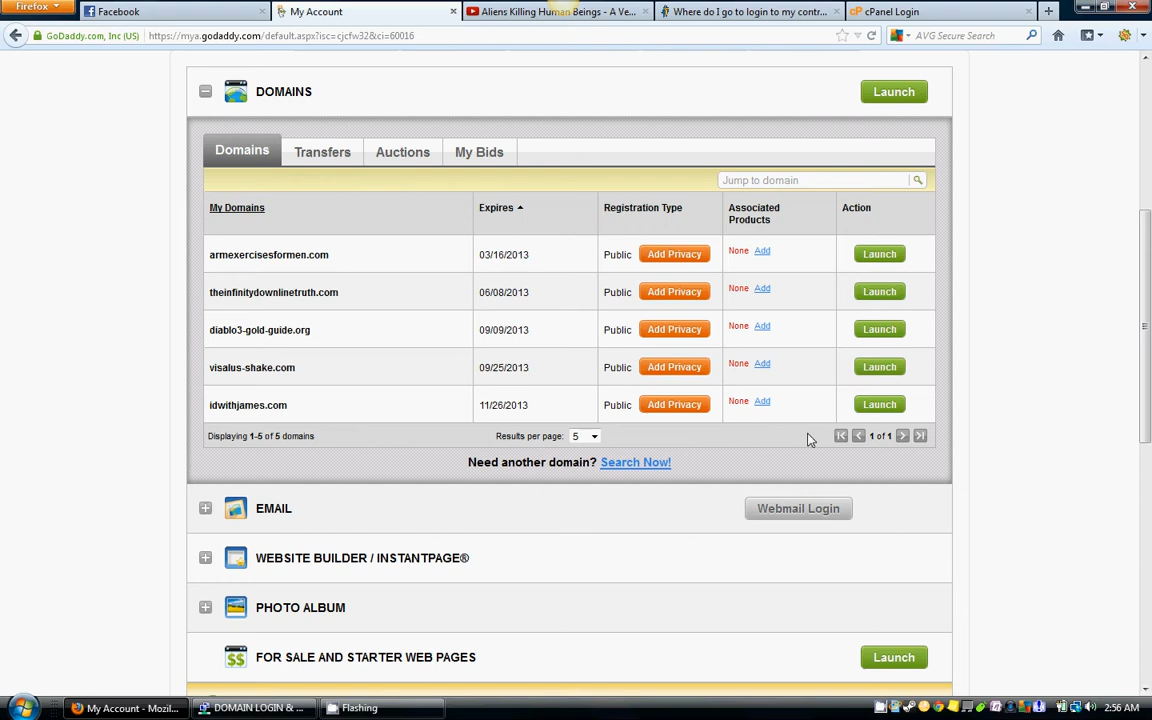 Firefox
Facebook
My Account
Aliens Killing Human Beings - A Ve...
Where do I go to login to my contr...
cPanel Login
GoDaddy.com, Inc (US)
https://mya.godaddy.com/default.aspx?isc=cjcfw32&ci=60016
AVG Secure Search
DOMAINS
Launch
Domains
Transfers
Auctions
My Bids
Jump to domain
My Domains
Expires
Registration Type
Associated Products
Action
armexercisesformen.com 03/16/2013 Public Add Privacy None Add Launch
theinfinitydownlinetruth.com 06/08/2013 Public Add Privacy None Add Launch
diablo3-gold-guide.org 09/09/2013 Public Add Privacy None Add Launch
visalus-shake.com 09/25/2013 Public Add Privacy None Add Launch
idwithjames.com 11/26/2013 Public Add Privacy None Add Launch
Displaying 1-5 of 5 domains
Results per page: 5
1 of 1
Need another domain? Search Now!
EMAIL
Webmail Login
WEBSITE BUILDER / INSTANTPAGE®
PHOTO ALBUM
$$ FOR SALE AND STARTER WEB PAGES
Launch
My Account - Mozil...
DOMAIN LOGIN & ...
Flashing
2:56 AM